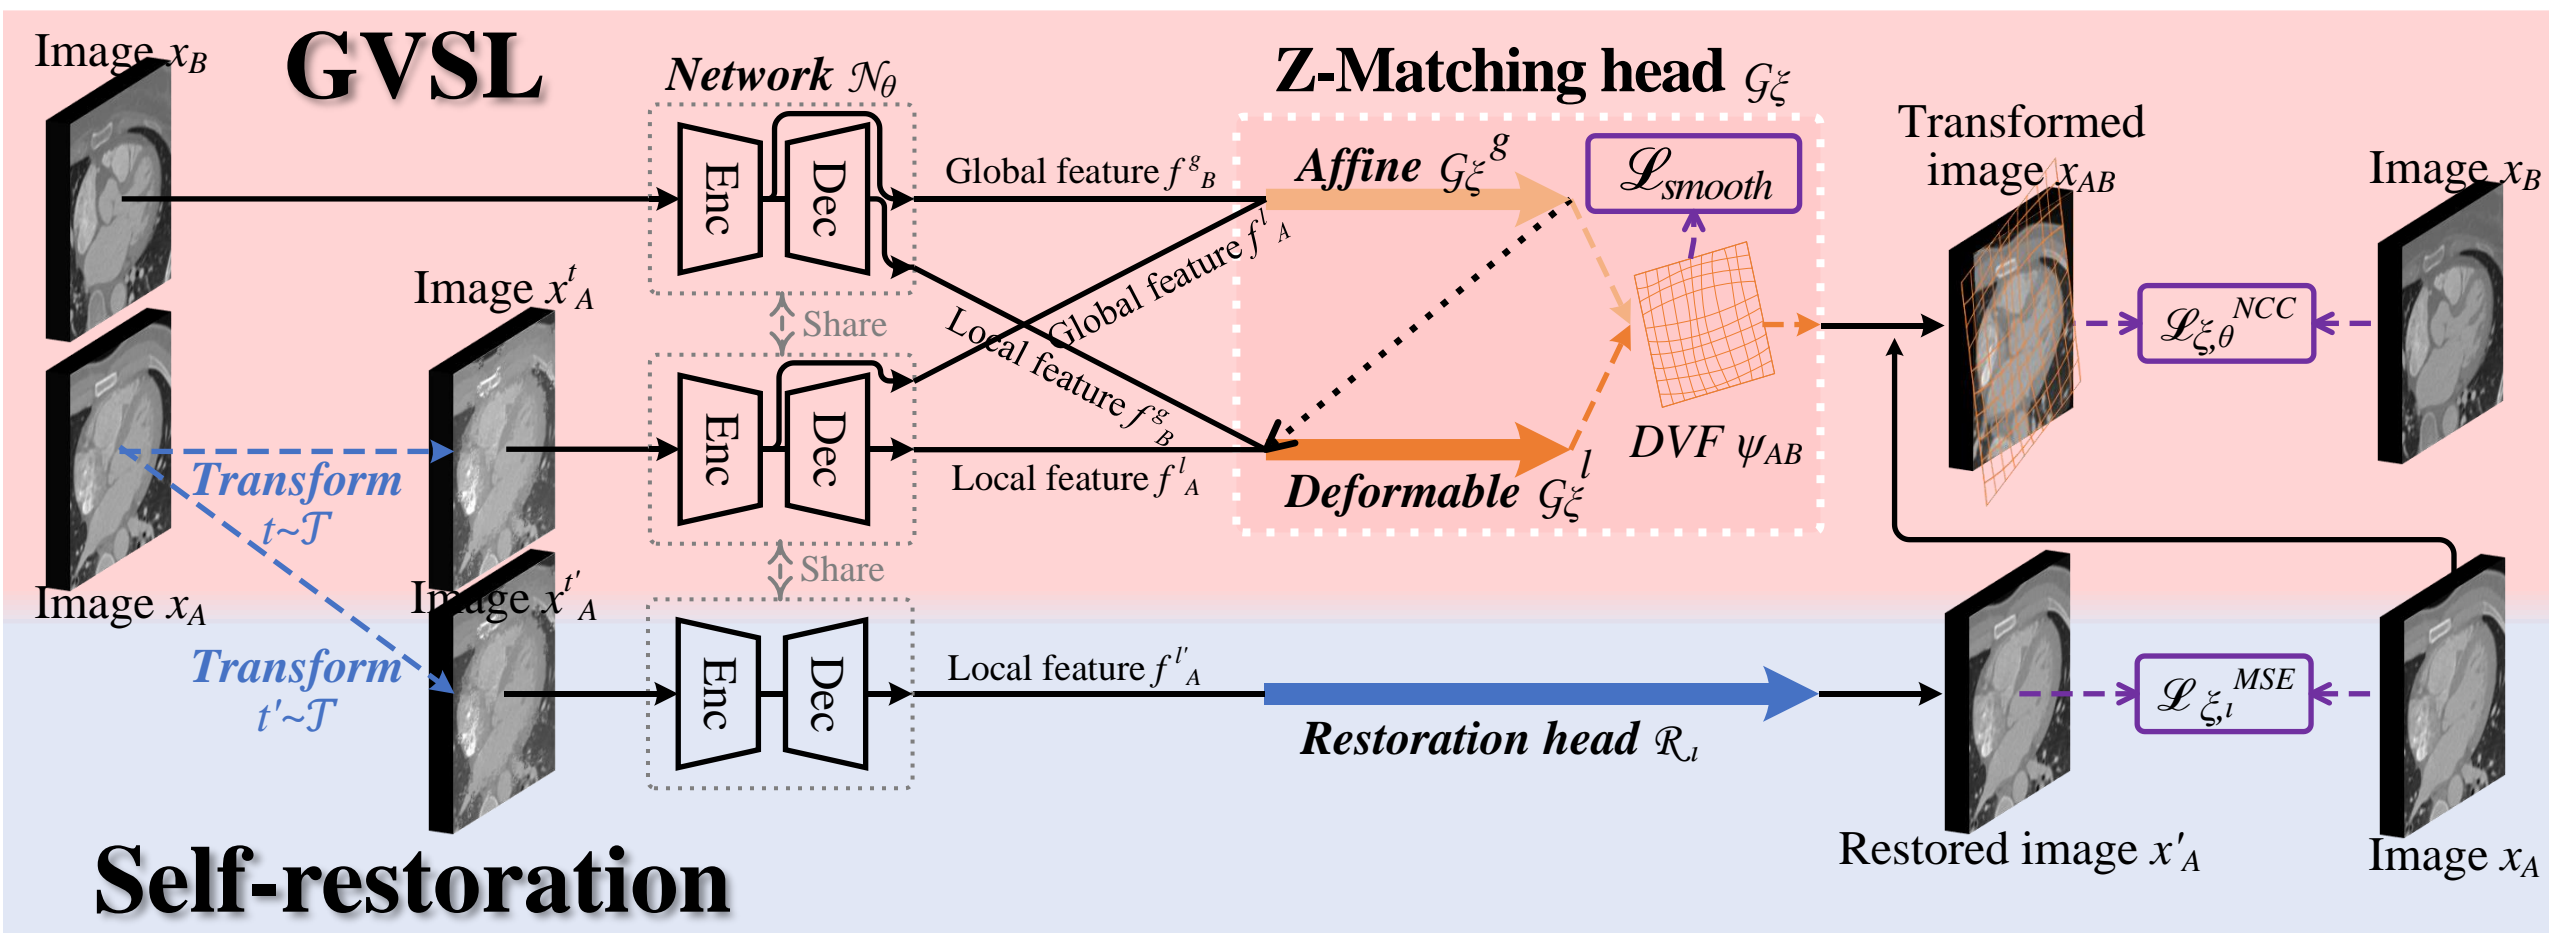 Image x_B
GVSL
Network 𝒩_θ
Z-Matching head 𝒢_ξ
Enc
Dec
Global feature f^g_B
Affine 𝒢_ξ^g
ℒ_smooth
Transformed
image x_AB
Image x_B
Image x^t_A
Share
Global feature f^l_A
Local feature f^g_B
ℒ_ξ,θ^NCC
Transform
t~𝒯
Enc
Dec
Local feature f^l_A
Deformable 𝒢_ξ^l
DVF ψ_AB
Image x_A
Image x^t'_A
Share
Transform
t'~𝒯
Enc
Dec
Local feature f^l'_A
Restoration head ℛ_ι
ℒ_ξ,ι^MSE
Restored image x'_A
Image x_A
Self-restoration